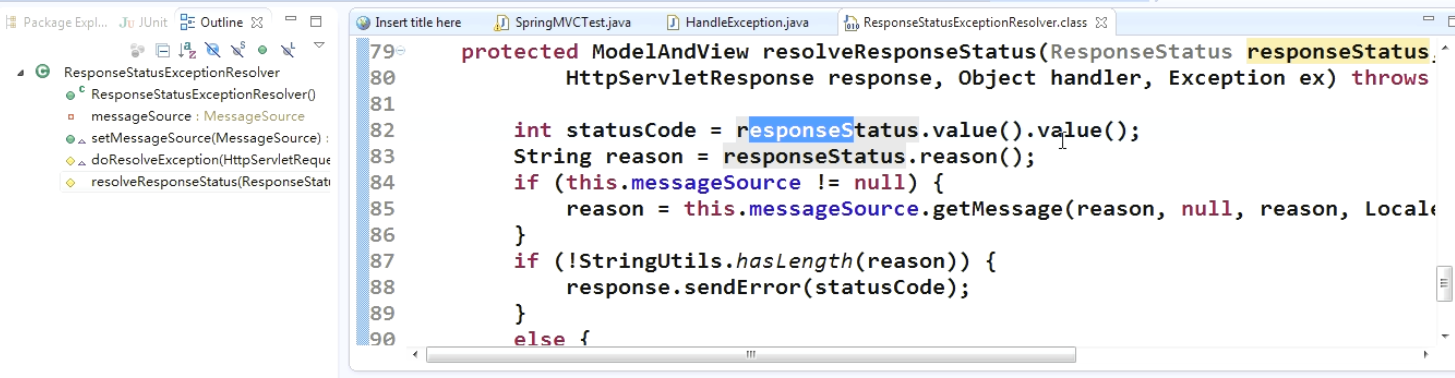 Package Expl...
JUnit
Outline
ResponseStatusExceptionResolver
ResponseStatusExceptionResolver()
messageSource : MessageSource
setMessageSource(MessageSource) :
doResolveException(HttpServletReque
resolveResponseStatus(ResponseStatu
Insert title here
SpringMVCTest.java
HandleException.java
ResponseStatusExceptionResolver.class
79 protected ModelAndView resolveResponseStatus(ResponseStatus responseStatus,
80 HttpServletResponse response, Object handler, Exception ex) throws
81
82 int statusCode = responseStatus.value().value();
83 String reason = responseStatus.reason();
84 if (this.messageSource != null) {
85 reason = this.messageSource.getMessage(reason, null, reason, Locale
86 }
87 if (!StringUtils.hasLength(reason)) {
88 response.sendError(statusCode);
89 }
90 else {